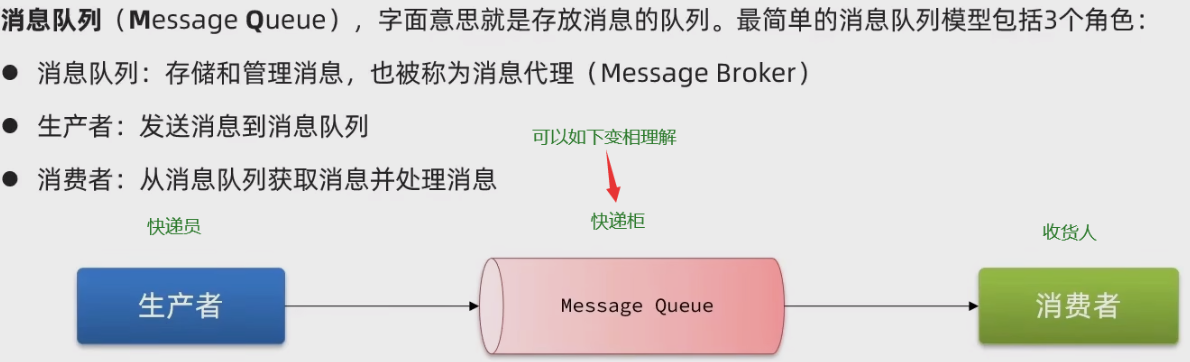 消息队列（Message Queue），字面意思就是存放消息的队列。最简单的消息队列模型包括3个角色：
● 消息队列：存储和管理消息，也被称为消息代理（Message Broker）
● 生产者：发送消息到消息队列
可以如下变相理解
● 消费者：从消息队列获取消息并处理消息
快递员
快递柜
收货人
生产者
Message Queue
消费者